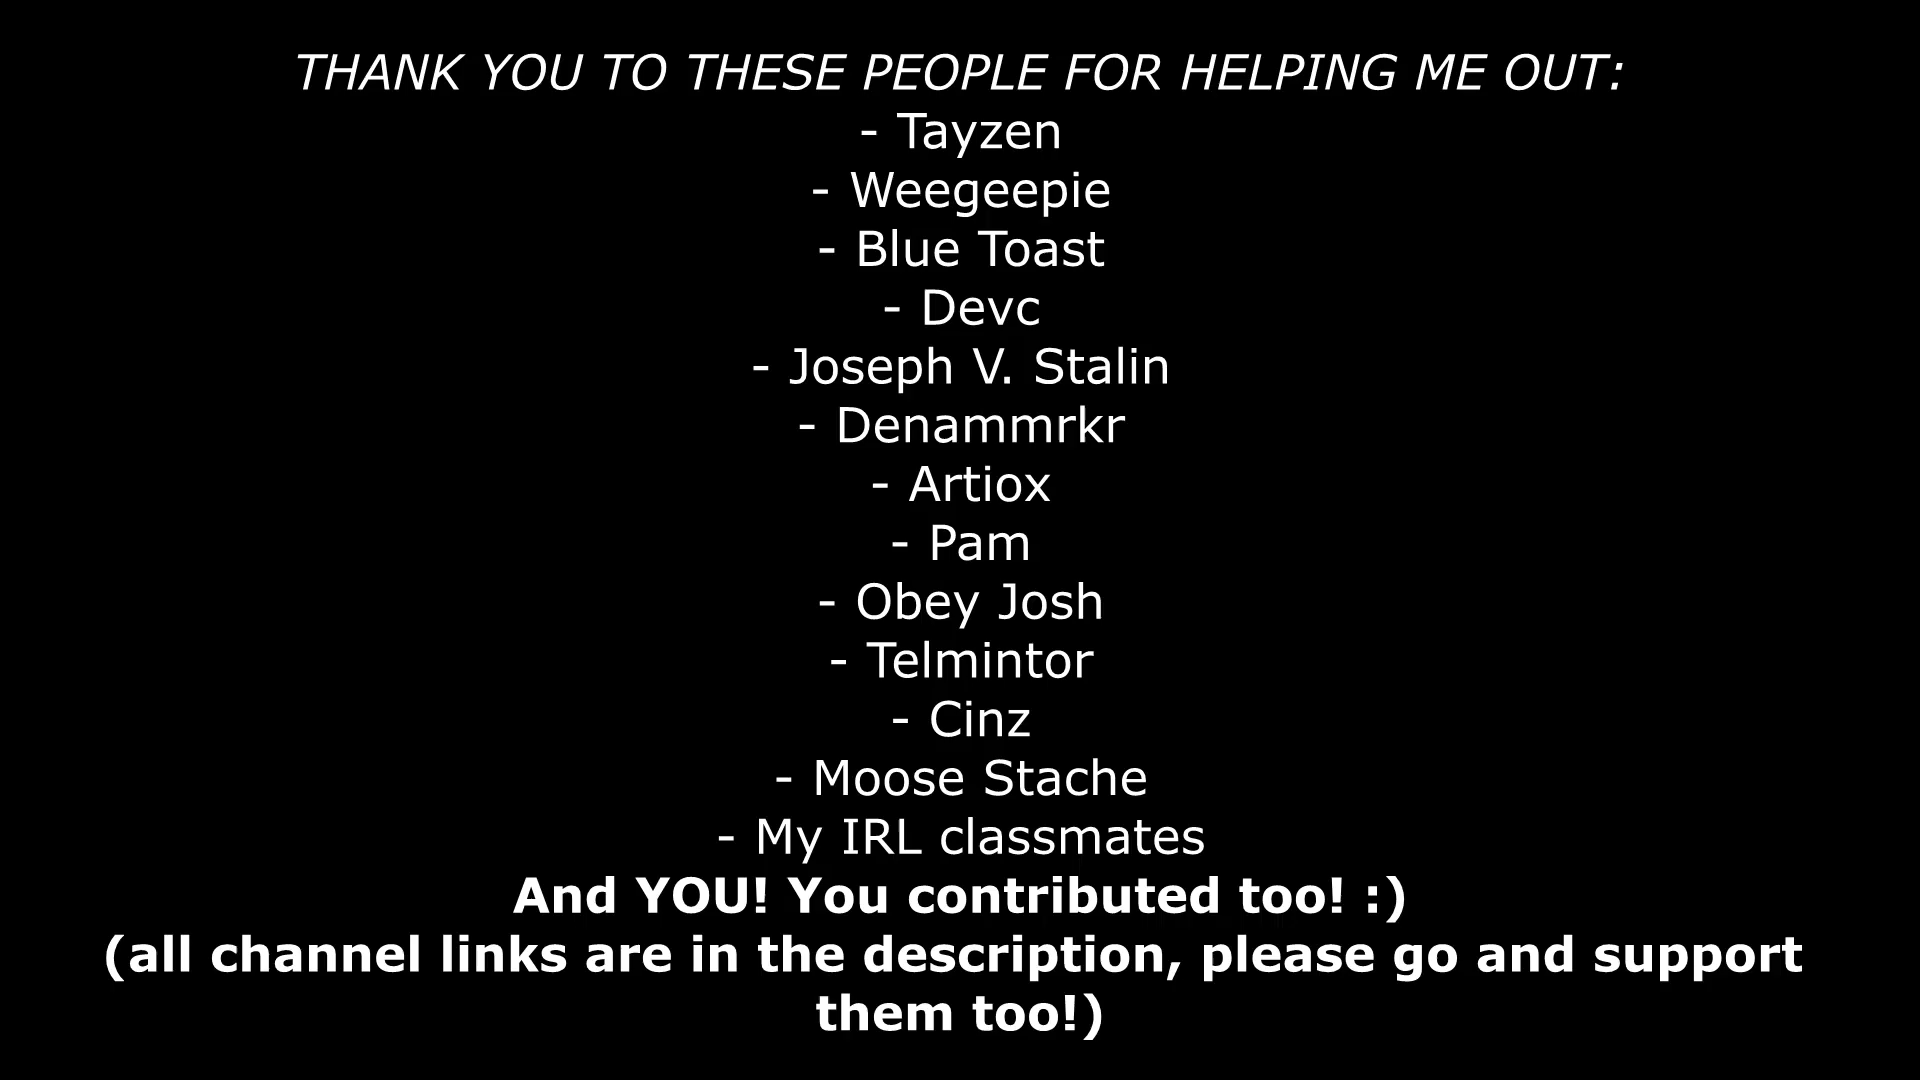 THANK YOU TO THESE PEOPLE FOR HELPING ME OUT:
- Tayzen
- Weegeepie
- Blue Toast
- Devc
- Joseph V. Stalin
- Denammrkr
- Artiox
- Pam
- Obey Josh
- Telmintor
- Cinz
- Moose Stache
- My IRL classmates
And YOU! You contributed too! :)
(all channel links are in the description, please go and support
them too!)